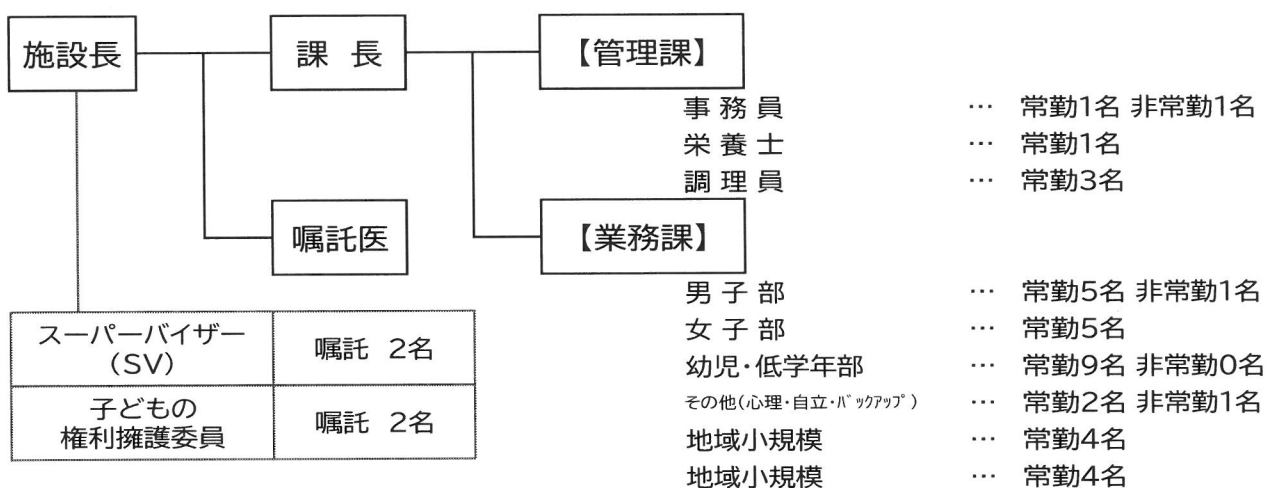 施設長
課 長
【管理課】
事 務 員 … 常勤1名 非常勤1名
栄 養 士 … 常勤1名
調 理 員 … 常勤3名
嘱託医
【業務課】
男 子 部 … 常勤5名 非常勤1名
女 子 部 … 常勤5名
幼児・低学年部 … 常勤9名 非常勤0名
その他(心理・自立・バックアップ) … 常勤2名 非常勤1名
地域小規模 … 常勤4名
地域小規模 … 常勤4名
スーパーバイザー
(SV)
嘱託 2名
子どもの
権利擁護委員
嘱託 2名